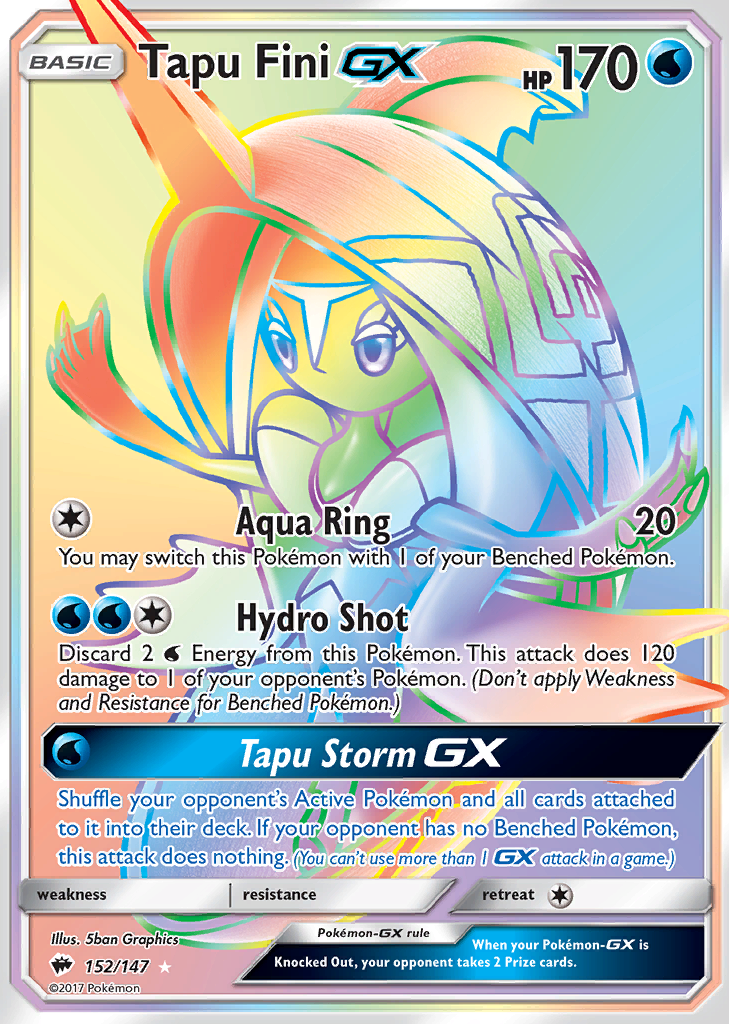 BASIC Tapu Fini GX HP 170
Aqua Ring 20
You may switch this Pokémon with 1 of your Benched Pokémon.
Hydro Shot
Discard 2 Energy from this Pokémon. This attack does 120
damage to 1 of your opponent's Pokémon. (Don't apply Weakness
and Resistance for Benched Pokémon.)
Tapu Storm GX
Shuffle your opponent's Active Pokémon and all cards attached
to it into their deck. If your opponent has no Benched Pokémon,
this attack does nothing. (You can't use more than 1 GX attack in a game.)
weakness resistance retreat
Illus. 5ban Graphics
Pokémon-GX rule
When your Pokémon-GX is
Knocked Out, your opponent takes 2 Prize cards.
152/147
©2017 Pokémon